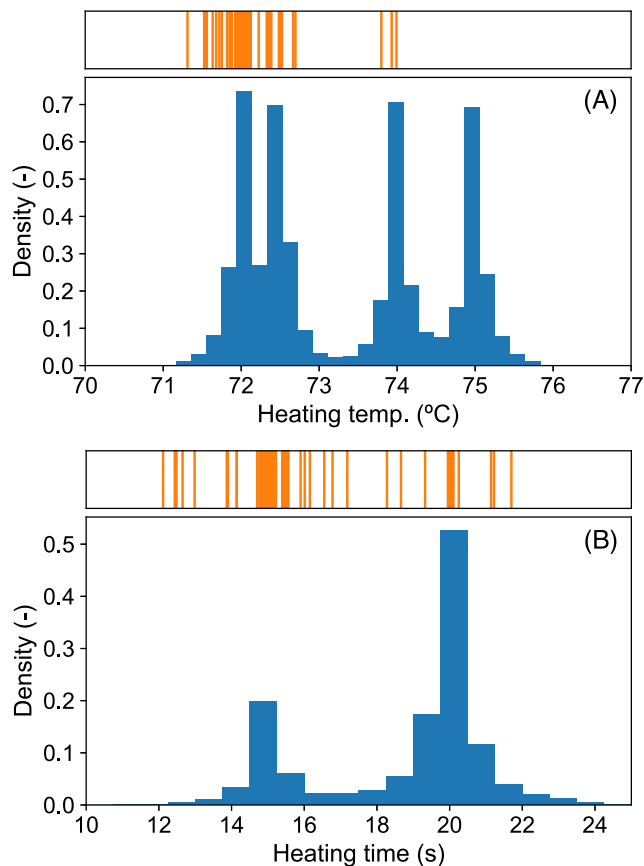 (A)
0.7
0.6
0.5
0.4
0.3
0.2
0.1
0.0
Density (-)
70 71 72 73 74 75 76 77
Heating temp. (ºC)
(B)
0.5
0.4
0.3
0.2
0.1
0.0
Density (-)
10 12 14 16 18 20 22 24
Heating time (s)